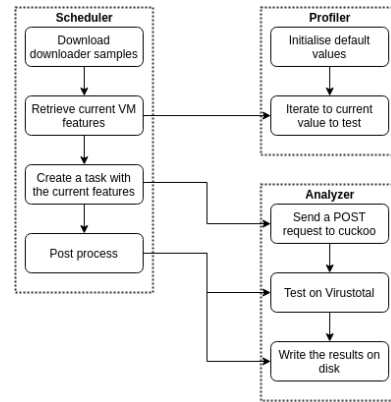 Scheduler
Download
downloader samples
Retrieve current VM
features
Create a task with
the current features
Post process
Profiler
Initialise default
values
Iterate to current
value to test
Analyzer
Send a POST
request to cuckoo
Test on Virustotal
Write the results on
disk